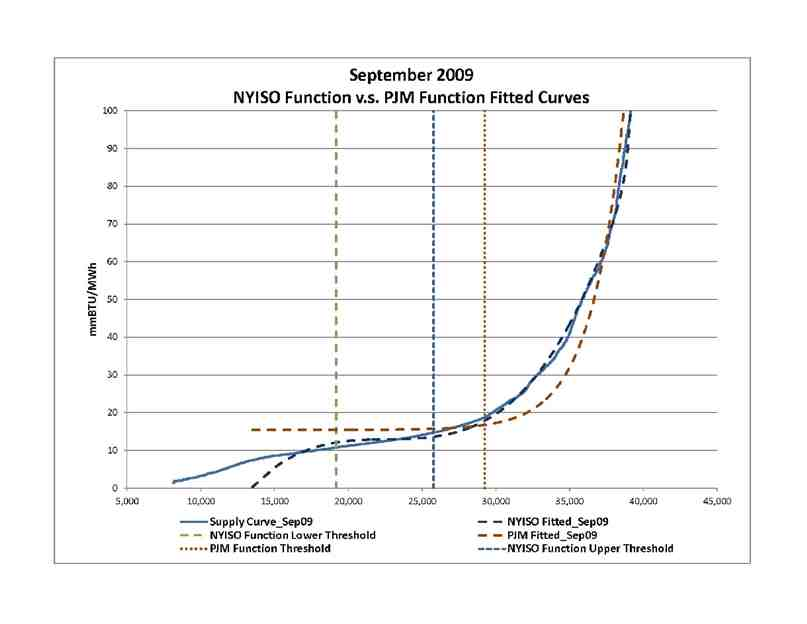 September 2009
NYISO Function v.s. PJM Function Fitted Curves
100
90
80
70
60
50
40
30
20
10
0
mmBTU/MWh
5,000 10,000 15,000 20,000 25,000 30,000 35,000 40,000 45,000
Supply Curve_Sep09 NYISO Fitted_Sep09
NYISO Function Lower Threshold PJM Fitted_Sep09
PJM Function Threshold NYISO Function Upper Threshold